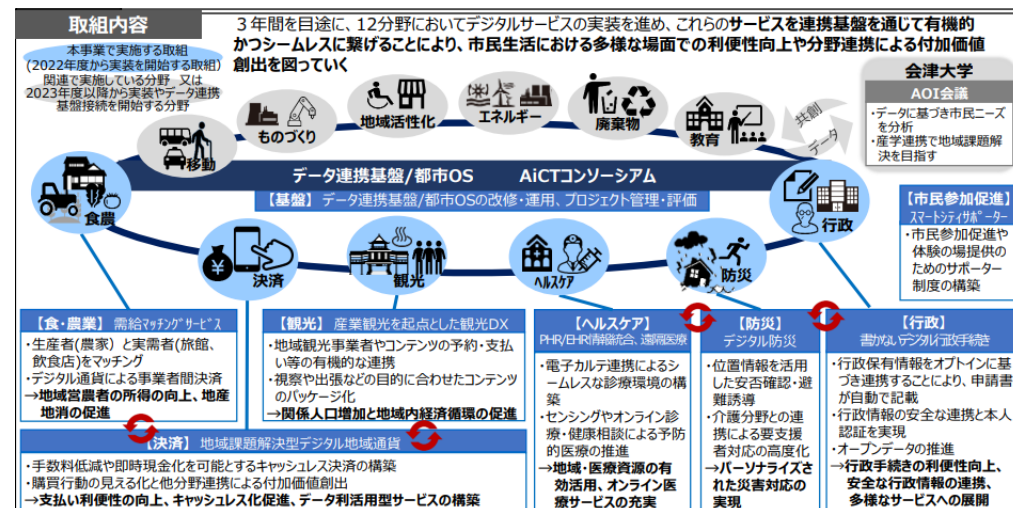 取組内容
本事業で実施する取組
(2022年度から実装を開始する取組)
関連で実施している分野 又は
2023年度以降から実装やデータ連携
基盤接続を開始する分野
3年間を目途に、12分野においてデジタルサービスの実装を進め、これらのサービスを連携基盤を通じて有機的
かつシームレスに繋げることにより、市民生活における多様な場面での利便性向上や分野連携による付加価値
創出を図っていく
会津大学
AOI会議
・データに基づき市民ニーズ
を分析
・産学連携で地域課題解
決を目指す
共創
データ
移動
ものづくり
地域活性化
エネルギー
廃棄物
教育
データ連携基盤/都市OS AiCTコンソーシアム
【基盤】データ連携基盤/都市OSの改修・運用、プロジェクト管理・評価
食農
¥
決済
観光
ヘルスケア
防災
行政
【市民参加促進】
スマートシティサポーター
・市民参加促進や
体験の場提供の
ためのサポーター
制度の構築
【食・農業】需給マッチングサービス
・生産者(農家)と実需者(旅館、
飲食店)をマッチング
・デジタル通貨による事業者間決済
→地域営農者の所得の向上、地産
地消の促進
【観光】産業観光を起点とした観光DX
・地域観光事業者やコンテンツの予約・支払
い等の有機的な連携
・視察や出張などの目的に合わせたコンテンツ
のパッケージ化
→関係人口増加と地域内経済循環の促進
【決済】地域課題解決型デジタル地域通貨
・手数料低減や即時現金化を可能とするキャッシュレス決済の構築
・購買行動の見える化と他分野連携による付加価値創出
→支払い利便性の向上、キャッシュレス化促進、データ利活用型サービスの構築
【ヘルスケア】
PHR/EHR情報統合、遠隔医療
・電子カルテ連携によるシ
ームレスな診療環境の構
築
・センシングやオンライン診
療・健康相談による予防
的医療の推進
→地域・医療資源の有
効活用、オンライン医
療サービスの充実
【防災】
デジタル防災
・位置情報を活用
した安否確認・避
難誘導
・介護分野との連
携による要支援
者対応の高度化
→パーソナライズさ
れた災害対応の
実現
【行政】
書かないデジタル行政手続き
・行政保有情報をオプトインに基
づき連携することにより、申請書
が自動で記載
・行政情報の安全な連携と本人
認証を実現
・オープンデータの推進
→行政手続きの利便性向上、
安全な行政情報の連携、
多様なサービスへの展開